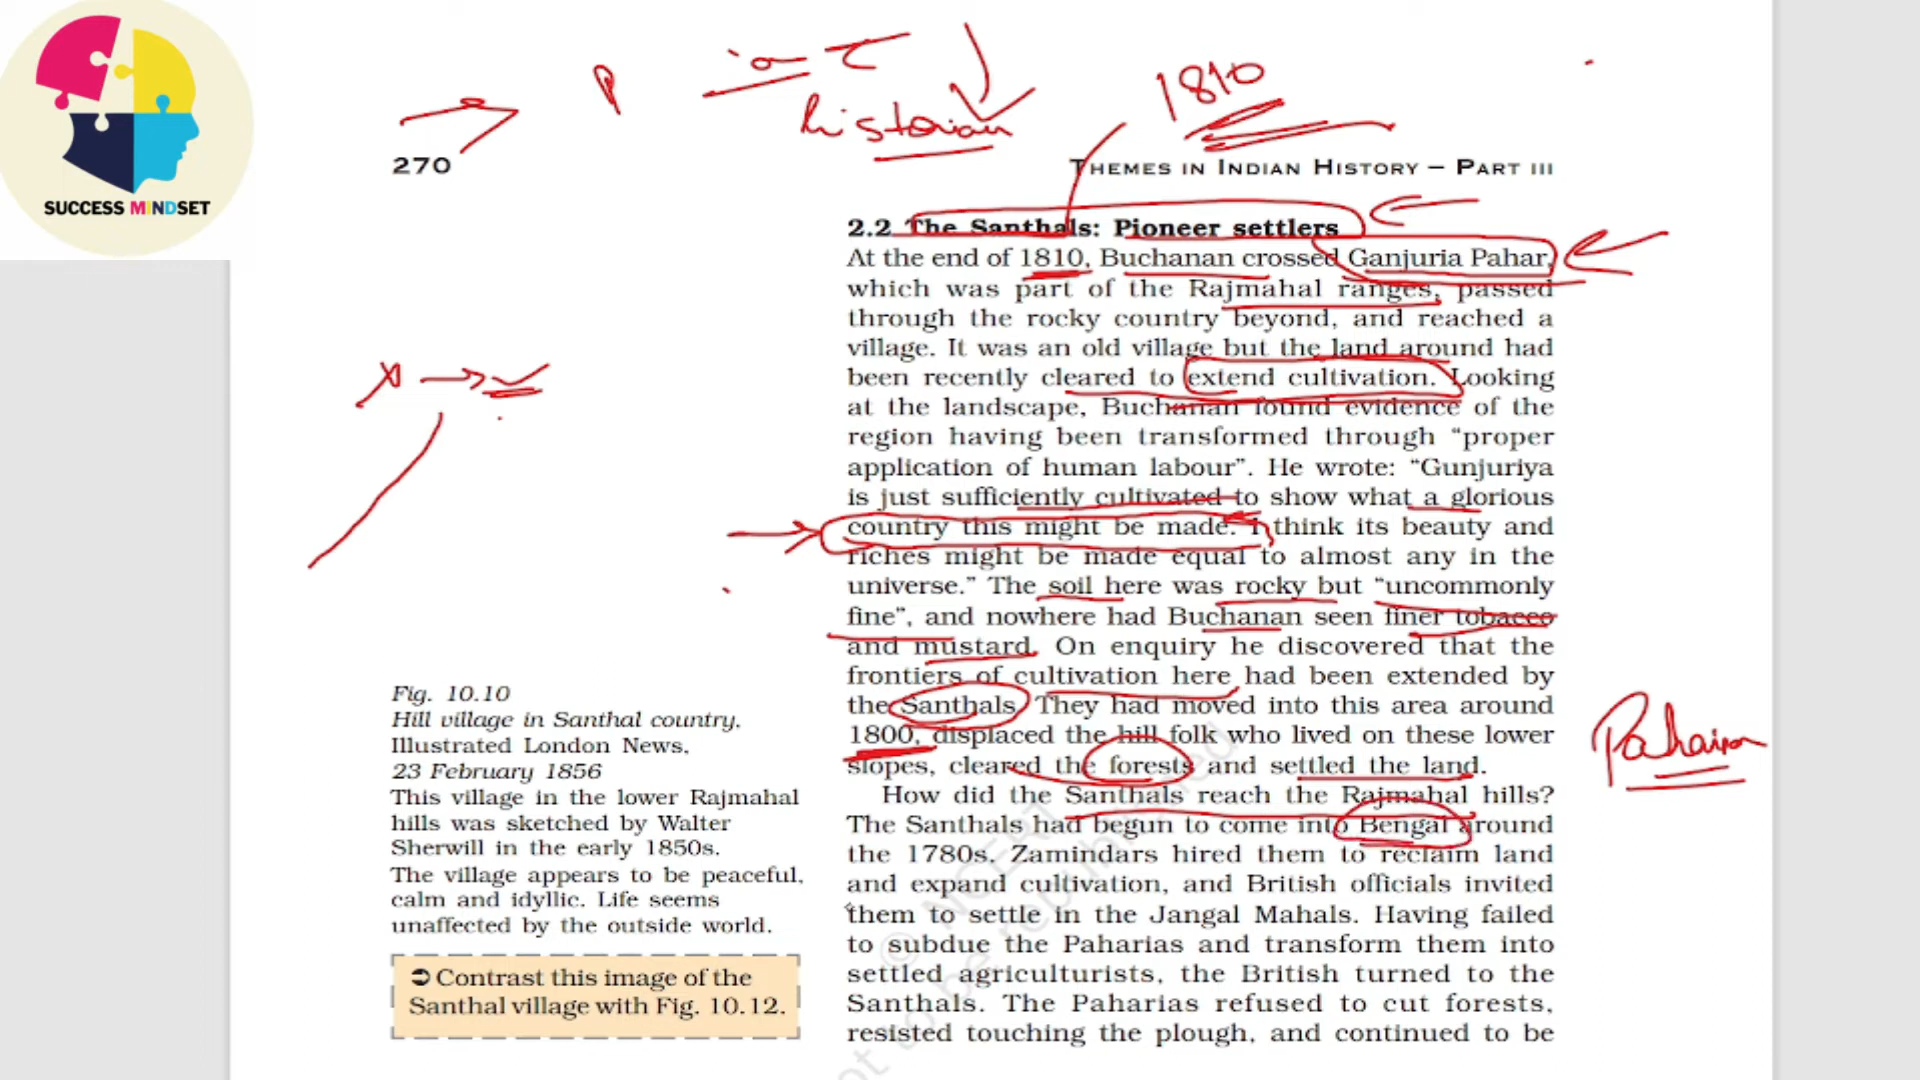 SUCCESS MINDSET
historian
1810
270
THEMES IN INDIAN HISTORY – PART III
2.2 The Santhals: Pioneer settlers
At the end of 1810, Buchanan crossed Ganjuria Pahar,
which was part of the Rajmahal ranges, passed
through the rocky country beyond, and reached a
village. It was an old village but the land around had
been recently cleared to extend cultivation. Looking
at the landscape, Buchanan found evidence of the
region having been transformed through “proper
application of human labour”. He wrote: “Gunjuriya
is just sufficiently cultivated to show what a glorious
country this might be made. I think its beauty and
riches might be made equal to almost any in the
universe.” The soil here was rocky but “uncommonly
fine”, and nowhere had Buchanan seen finer tobacco
and mustard. On enquiry he discovered that the
frontiers of cultivation here had been extended by
the Santhals. They had moved into this area around
1800, displaced the hill folk who lived on these lower
slopes, cleared the forests and settled the land.
How did the Santhals reach the Rajmahal hills?
The Santhals had begun to come into Bengal around
the 1780s. Zamindars hired them to reclaim land
and expand cultivation, and British officials invited
them to settle in the Jangal Mahals. Having failed
to subdue the Paharias and transform them into
settled agriculturists, the British turned to the
Santhals. The Paharias refused to cut forests,
resisted touching the plough, and continued to be
Fig. 10.10
Hill village in Santhal country,
Illustrated London News,
23 February 1856
This village in the lower Rajmahal
hills was sketched by Walter
Sherwill in the early 1850s.
The village appears to be peaceful,
calm and idyllic. Life seems
unaffected by the outside world.
➲ Contrast this image of the
Santhal village with Fig. 10.12.
© NCERT